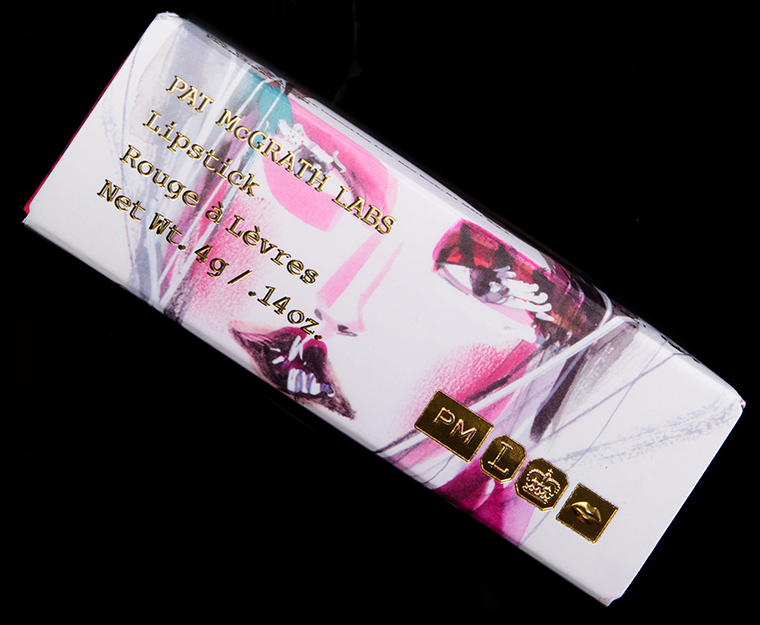 PAT McGRATH LABS
Lipstick
Rouge à Lèvres
Net Wt. 4g / .14oz.
PM L